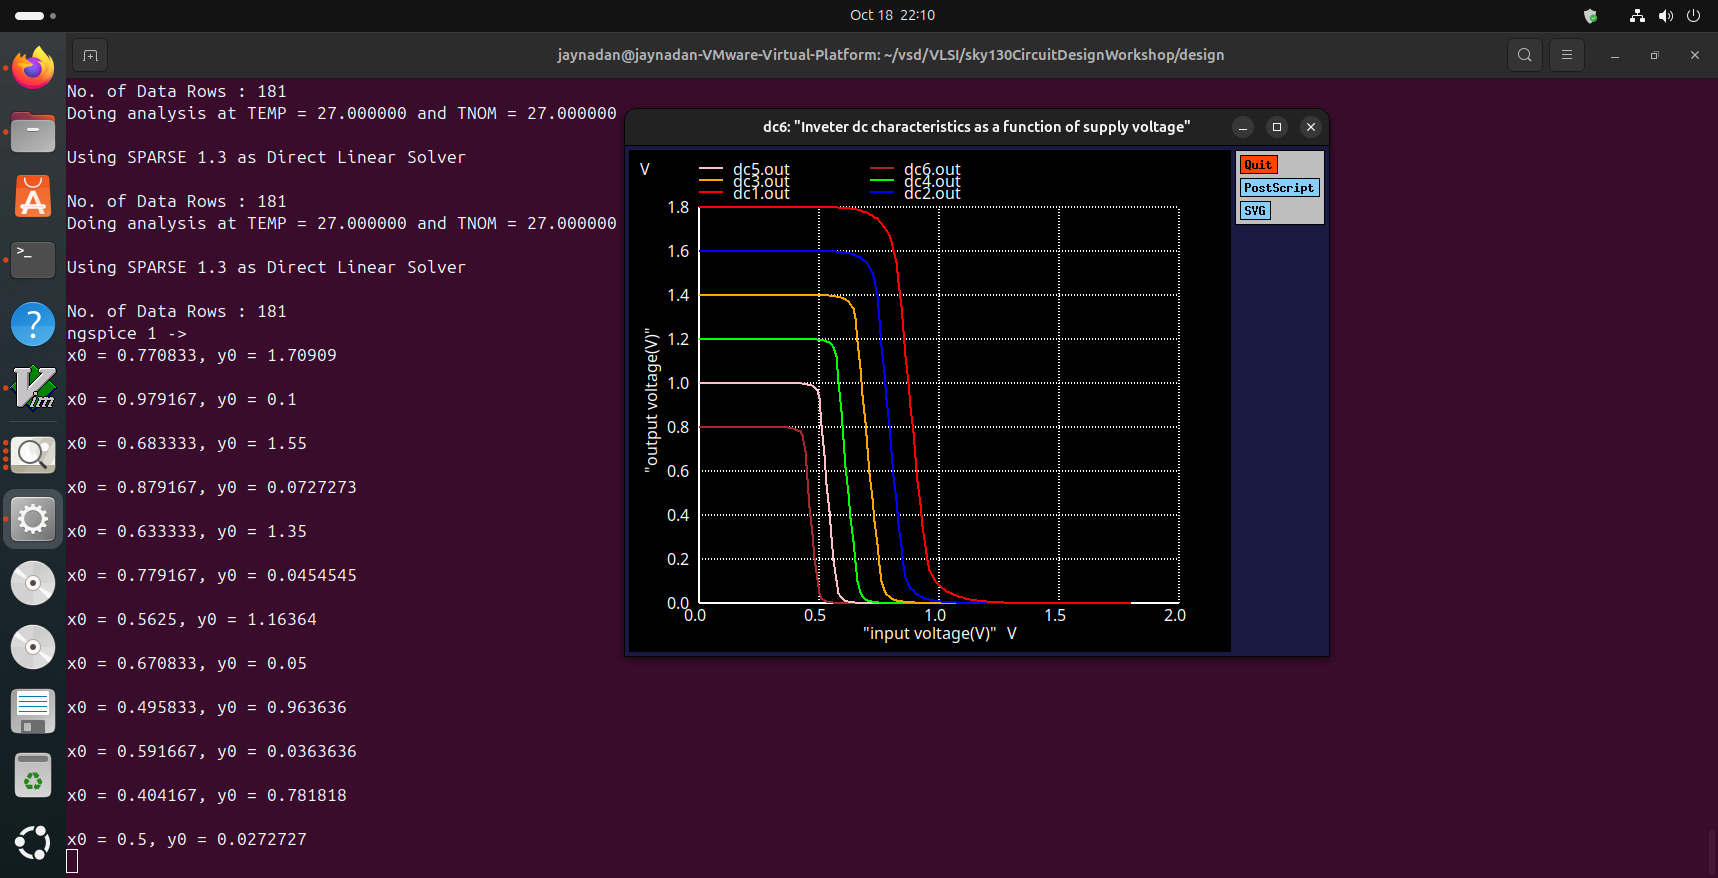 Oct 18 22:10
jaynadan@jaynadan-VMware-Virtual-Platform: ~/vsd/VLSI/sky130CircuitDesignWorkshop/design
No. of Data Rows : 181
Doing analysis at TEMP = 27.000000 and TNOM = 27.000000
Using SPARSE 1.3 as Direct Linear Solver
No. of Data Rows : 181
Doing analysis at TEMP = 27.000000 and TNOM = 27.000000
Using SPARSE 1.3 as Direct Linear Solver
No. of Data Rows : 181
ngspice 1 ->
x0 = 0.770833, y0 = 1.70909
x0 = 0.979167, y0 = 0.1
x0 = 0.683333, y0 = 1.55
x0 = 0.879167, y0 = 0.0727273
x0 = 0.633333, y0 = 1.35
x0 = 0.779167, y0 = 0.0454545
x0 = 0.5625, y0 = 1.16364
x0 = 0.670833, y0 = 0.05
x0 = 0.495833, y0 = 0.963636
x0 = 0.591667, y0 = 0.0363636
x0 = 0.404167, y0 = 0.781818
x0 = 0.5, y0 = 0.0272727
dc6: "Inveter dc characteristics as a function of supply voltage"
Quit
PostScript
SVG
V
dc5.out dc6.out
dc3.out dc4.out
dc1.out dc2.out
1.8
1.6
1.4
1.2
1.0
0.8
0.6
0.4
0.2
0.0
"output voltage(V)"
0.0 0.5 1.0 1.5 2.0
"input voltage(V)" V
>_
?
Vim